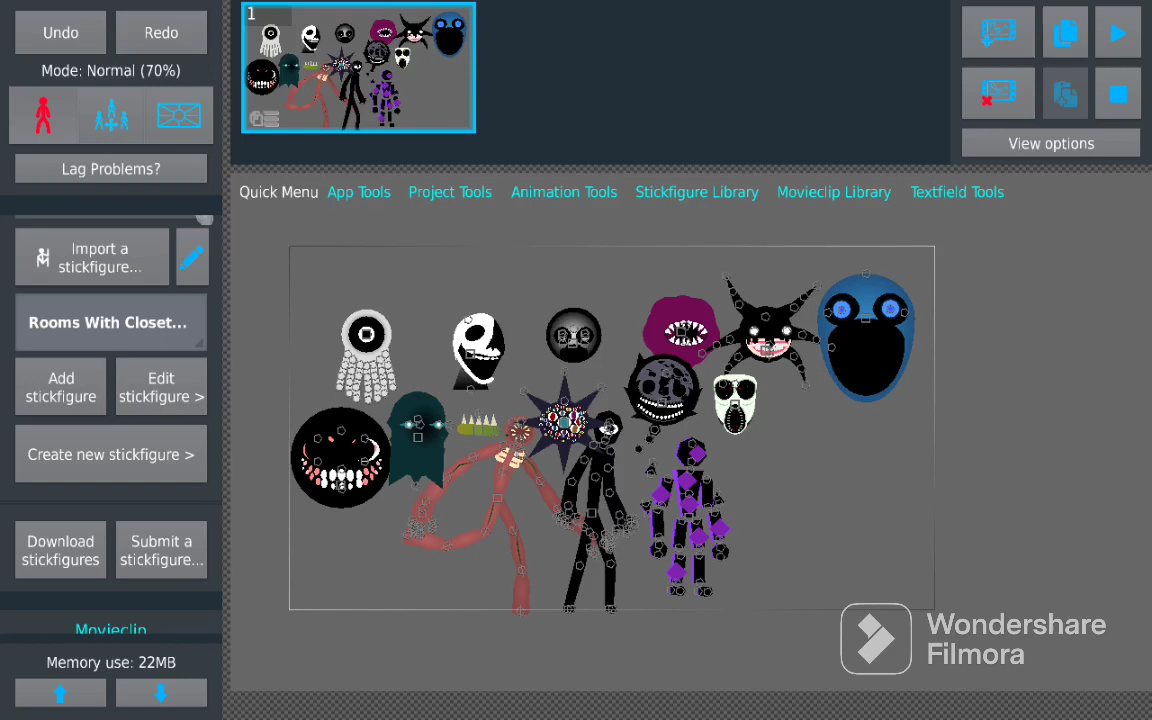 Undo
Redo
Mode: Normal (70%)
Lag Problems?
Import a
stickfigure...
Rooms With Closet...
Add
stickfigure
Edit
stickfigure >
Create new stickfigure >
Download
stickfigures
Submit a
stickfigure...
Movieclip
Memory use: 22MB
1
View options
Quick Menu
App Tools
Project Tools
Animation Tools
Stickfigure Library
Movieclip Library
Textfield Tools
Wondershare
Filmora